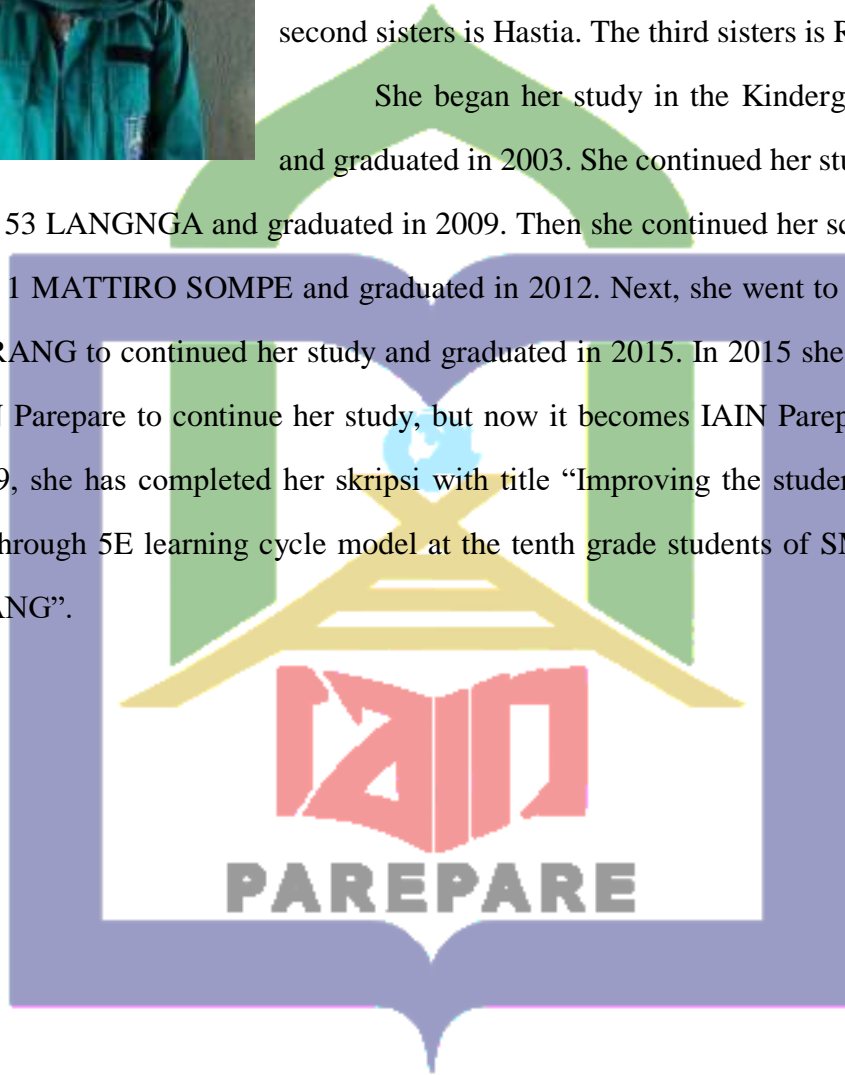 second sisters is Hastia. The third sisters is R
She began her study in the Kinderg
and graduated in 2003. She continued her stu
53 LANGNGA and graduated in 2009. Then she continued her sc
1 MATTIRO SOMPE and graduated in 2012. Next, she went to
RANG to continued her study and graduated in 2015. In 2015 she
N Parepare to continue her study, but now it becomes IAIN Parep
9, she has completed her skripsi with title “Improving the studen
hrough 5E learning cycle model at the tenth grade students of SM
ANG”.
iain
PAREPARE